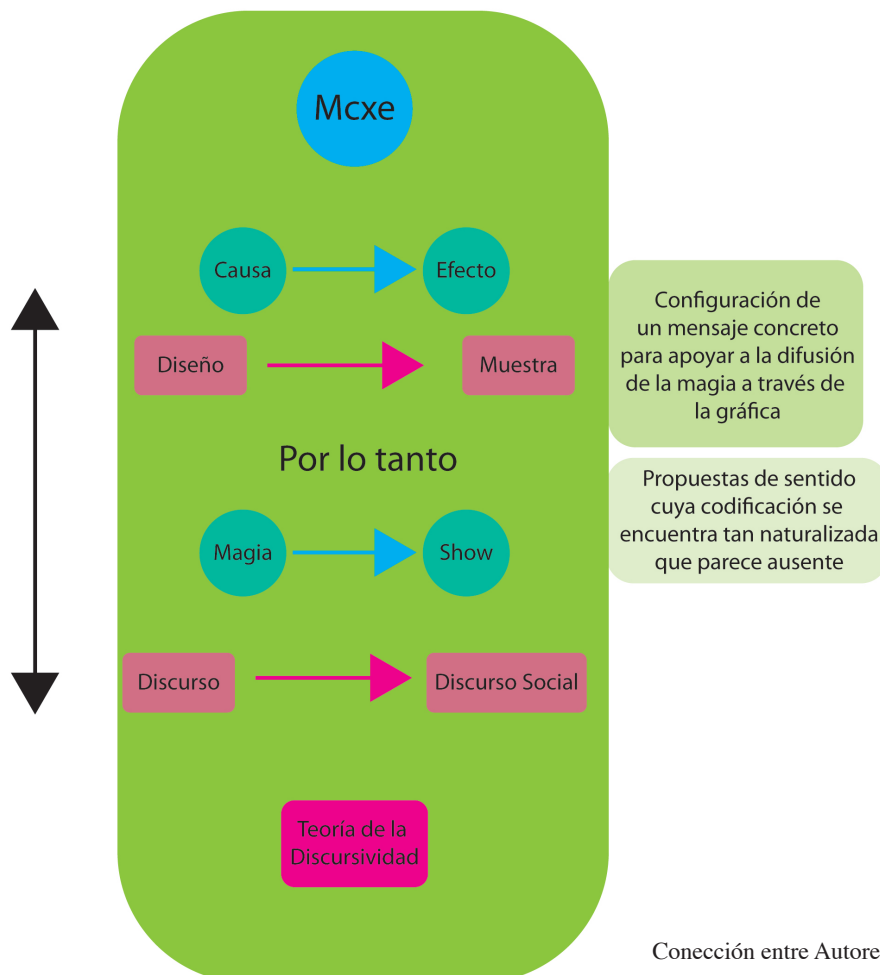 Mcxe
Causa
Efecto
Diseño
Muestra
Configuración de
un mensaje concreto
para apoyar a la difusión
de la magia a través de
la gráfica
Por lo tanto
Propuestas de sentido
cuya codificación se
encuentra tan naturalizada
que parece ausente
Magia
Show
Discurso
Discurso Social
Teoría de la
Discursividad
Conección entre Autore